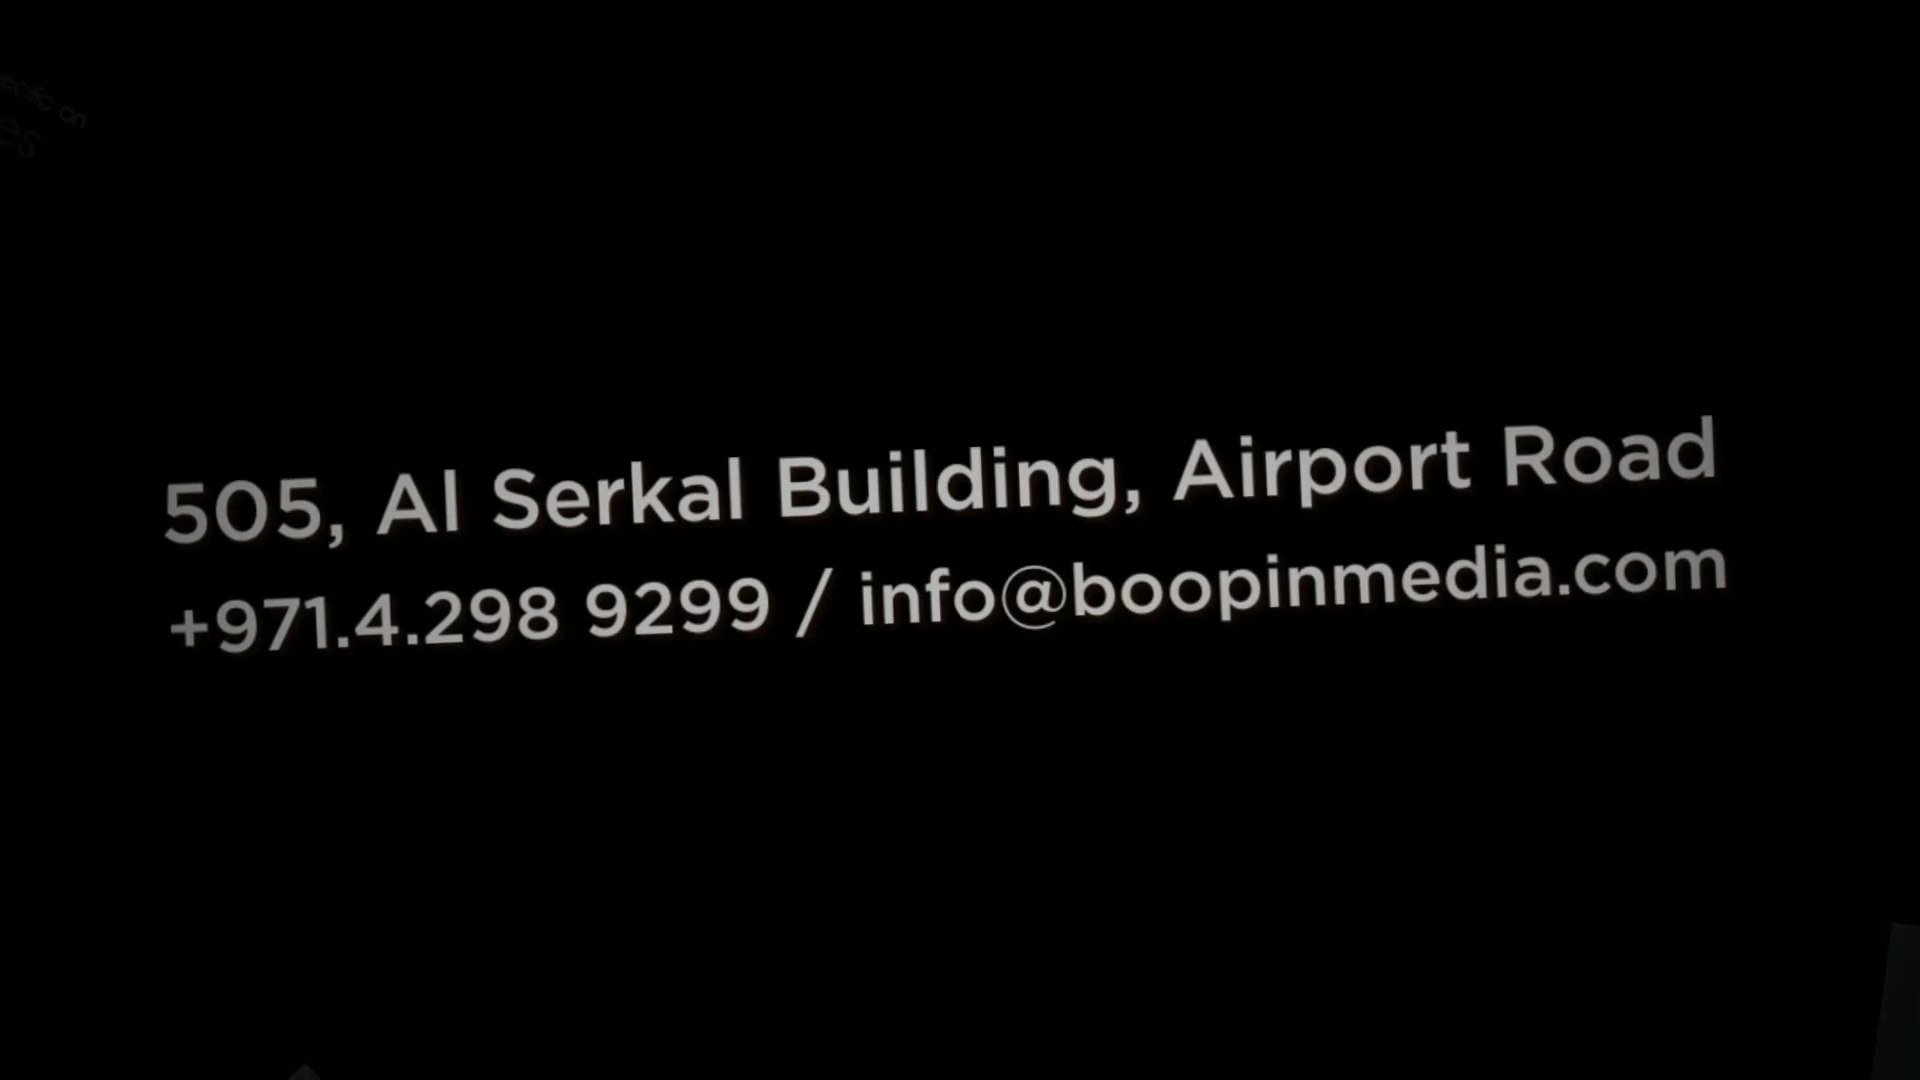 505, Al Serkal Building, Airport Road
+971.4.298 9299 / info@boopinmedia.com